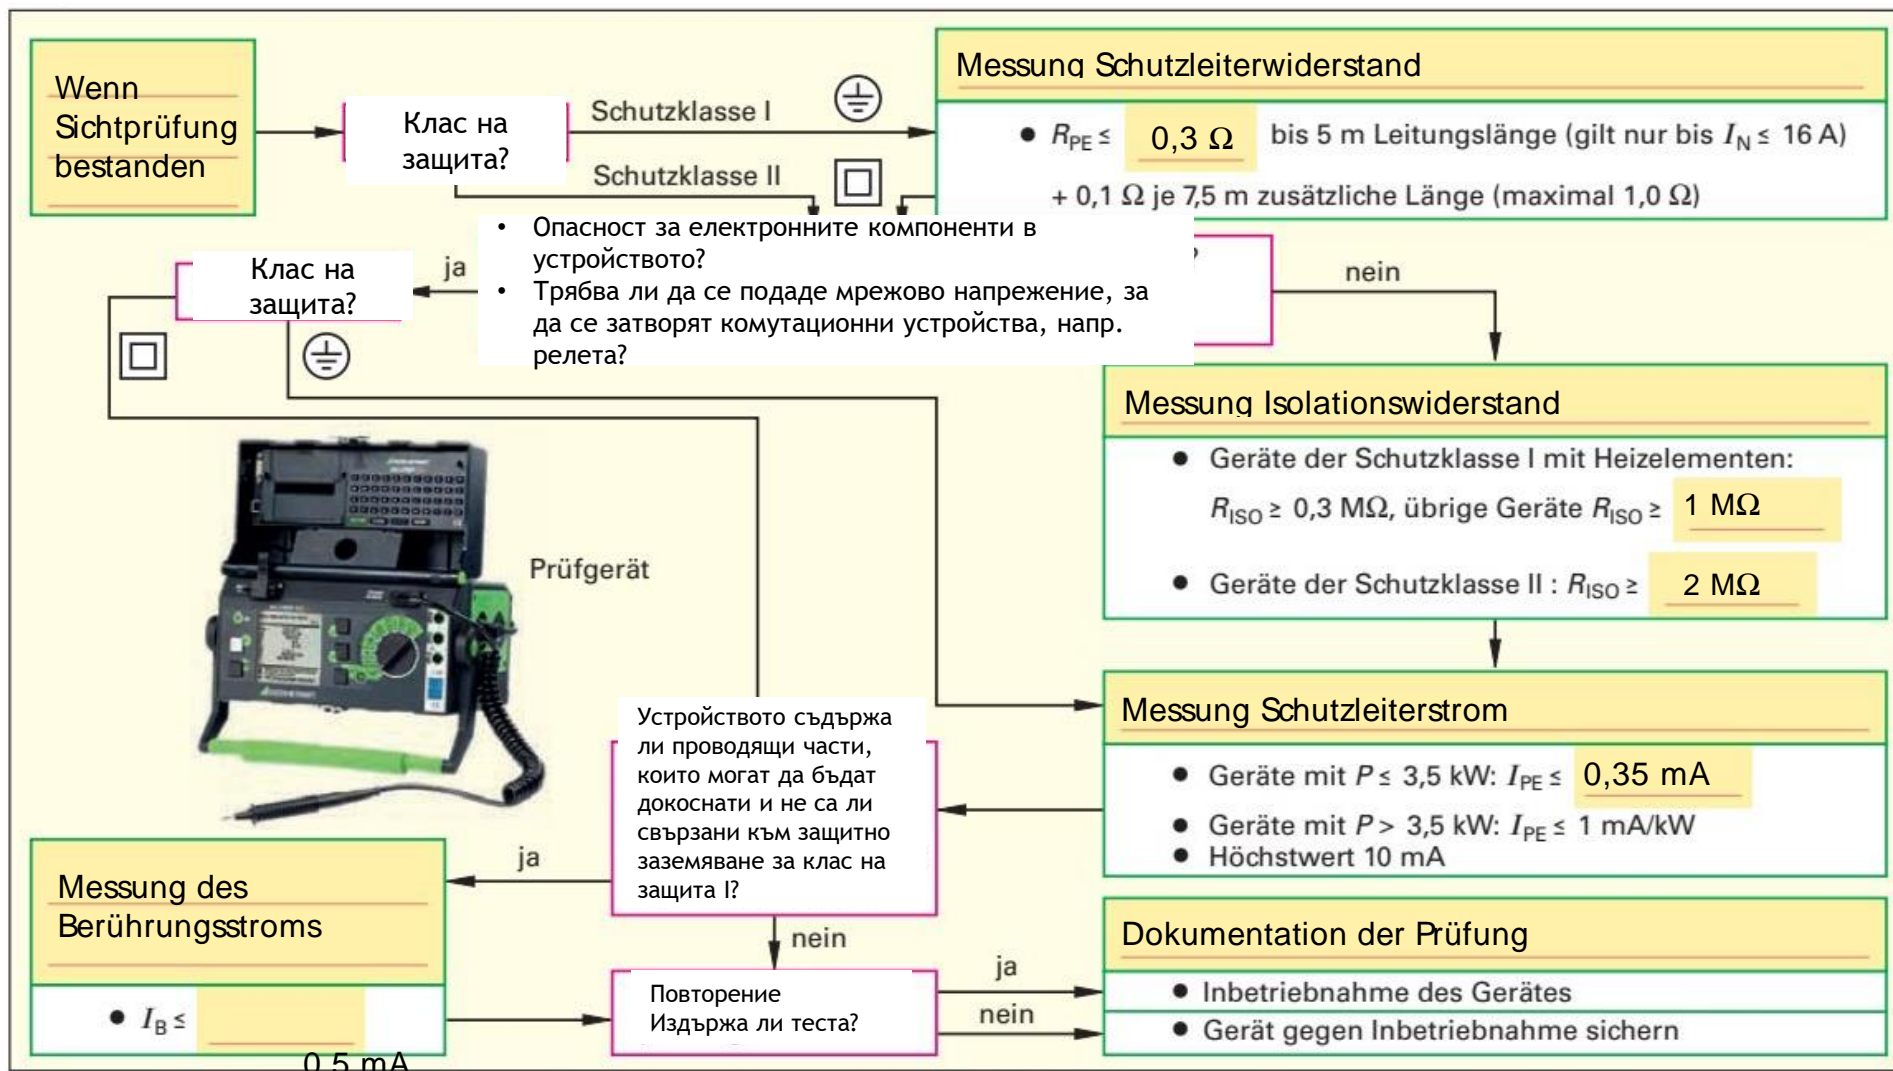 Wenn
Sichtprüfung
bestanden
Клас на
защита?
Schutzklasse I
Schutzklasse II
Messung Schutzleiterwiderstand
• R_PE ≤ 0,3 Ω bis 5 m Leitungslänge (gilt nur bis I_N ≤ 16 A)
+ 0,1 Ω je 7,5 m zusätzliche Länge (maximal 1,0 Ω)
• Опасност за електронните компоненти в
устройството?
• Трябва ли да се подаде мрежово напрежение, за
да се затворят комутационни устройства, напр.
релета?
ja
nein
Клас на
защита?
Messung Isolationswiderstand
• Geräte der Schutzklasse I mit Heizelementen:
R_ISO ≥ 0,3 MΩ, übrige Geräte R_ISO ≥ 1 MΩ
• Geräte der Schutzklasse II : R_ISO ≥ 2 MΩ
Prüfgerät
Messung Schutzleiterstrom
• Geräte mit P ≤ 3,5 kW: I_PE ≤ 0,35 mA
• Geräte mit P > 3,5 kW: I_PE ≤ 1 mA/kW
• Höchstwert 10 mA
Устройството съдържа
ли проводящи части,
които могат да бъдат
докоснати и не са ли
свързани към защитно
заземяване за клас на
защита I?
ja
nein
Messung des
Berührungsstroms
• I_B ≤
0,5 mA
Повторение
Издържа ли теста?
ja
nein
Dokumentation der Prüfung
• Inbetriebnahme des Gerätes
• Gerät gegen Inbetriebnahme sichern